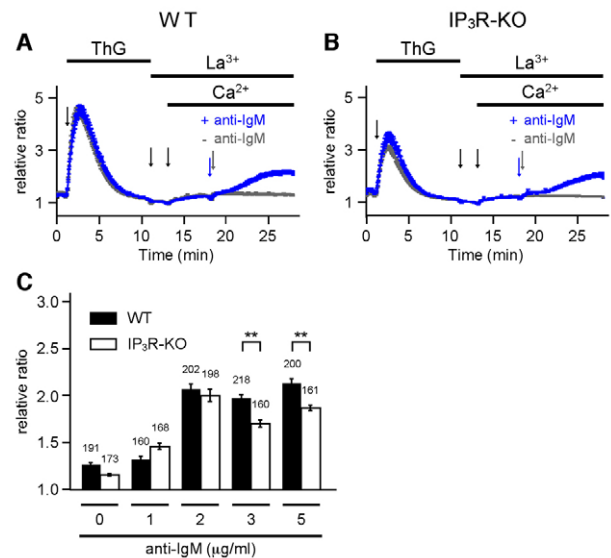 WT
IP₃R-KO
A
ThG
La³⁺
Ca²⁺
+ anti-IgM
- anti-IgM
relative ratio
5
3
1
0 5 10 15 20 25
Time (min)
B
ThG
La³⁺
Ca²⁺
+ anti-IgM
- anti-IgM
relative ratio
5
3
1
0 5 10 15 20 25
Time (min)
C
WT
IP₃R-KO
relative ratio
3.0
2.5
2.0
1.5
1.0
191 173 160 168 202 198 218 160 200 161
** **
0 1 2 3 5
anti-IgM (μg/ml)